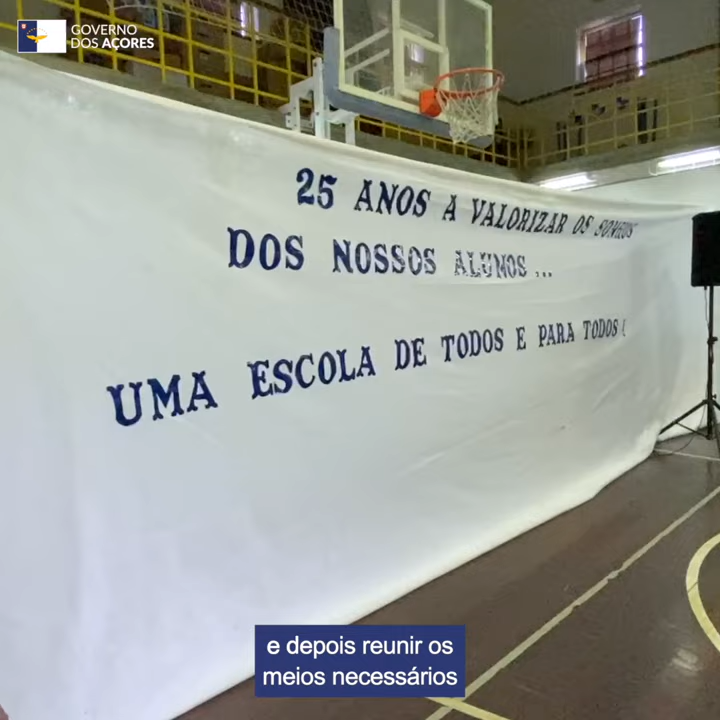 GOVERNO
DOS AÇORES
25 ANOS A VALORIZAR OS SONHOS
DOS NOSSOS ALUNOS...
UMA ESCOLA DE TODOS E PARA TODOS
e depois reunir os
meios necessários